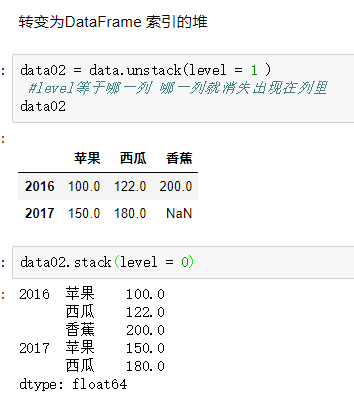 转变为DataFrame 索引的堆
: data02 = data.unstack(level = 1 )
#level等于哪一列 哪一列就消失出现在列里
data02
:
苹果 西瓜 香蕉
2016 100.0 122.0 200.0
2017 150.0 180.0 NaN
: data02.stack(level = 0)
: 2016 苹果 100.0
西瓜 122.0
香蕉 200.0
2017 苹果 150.0
西瓜 180.0
dtype: float64